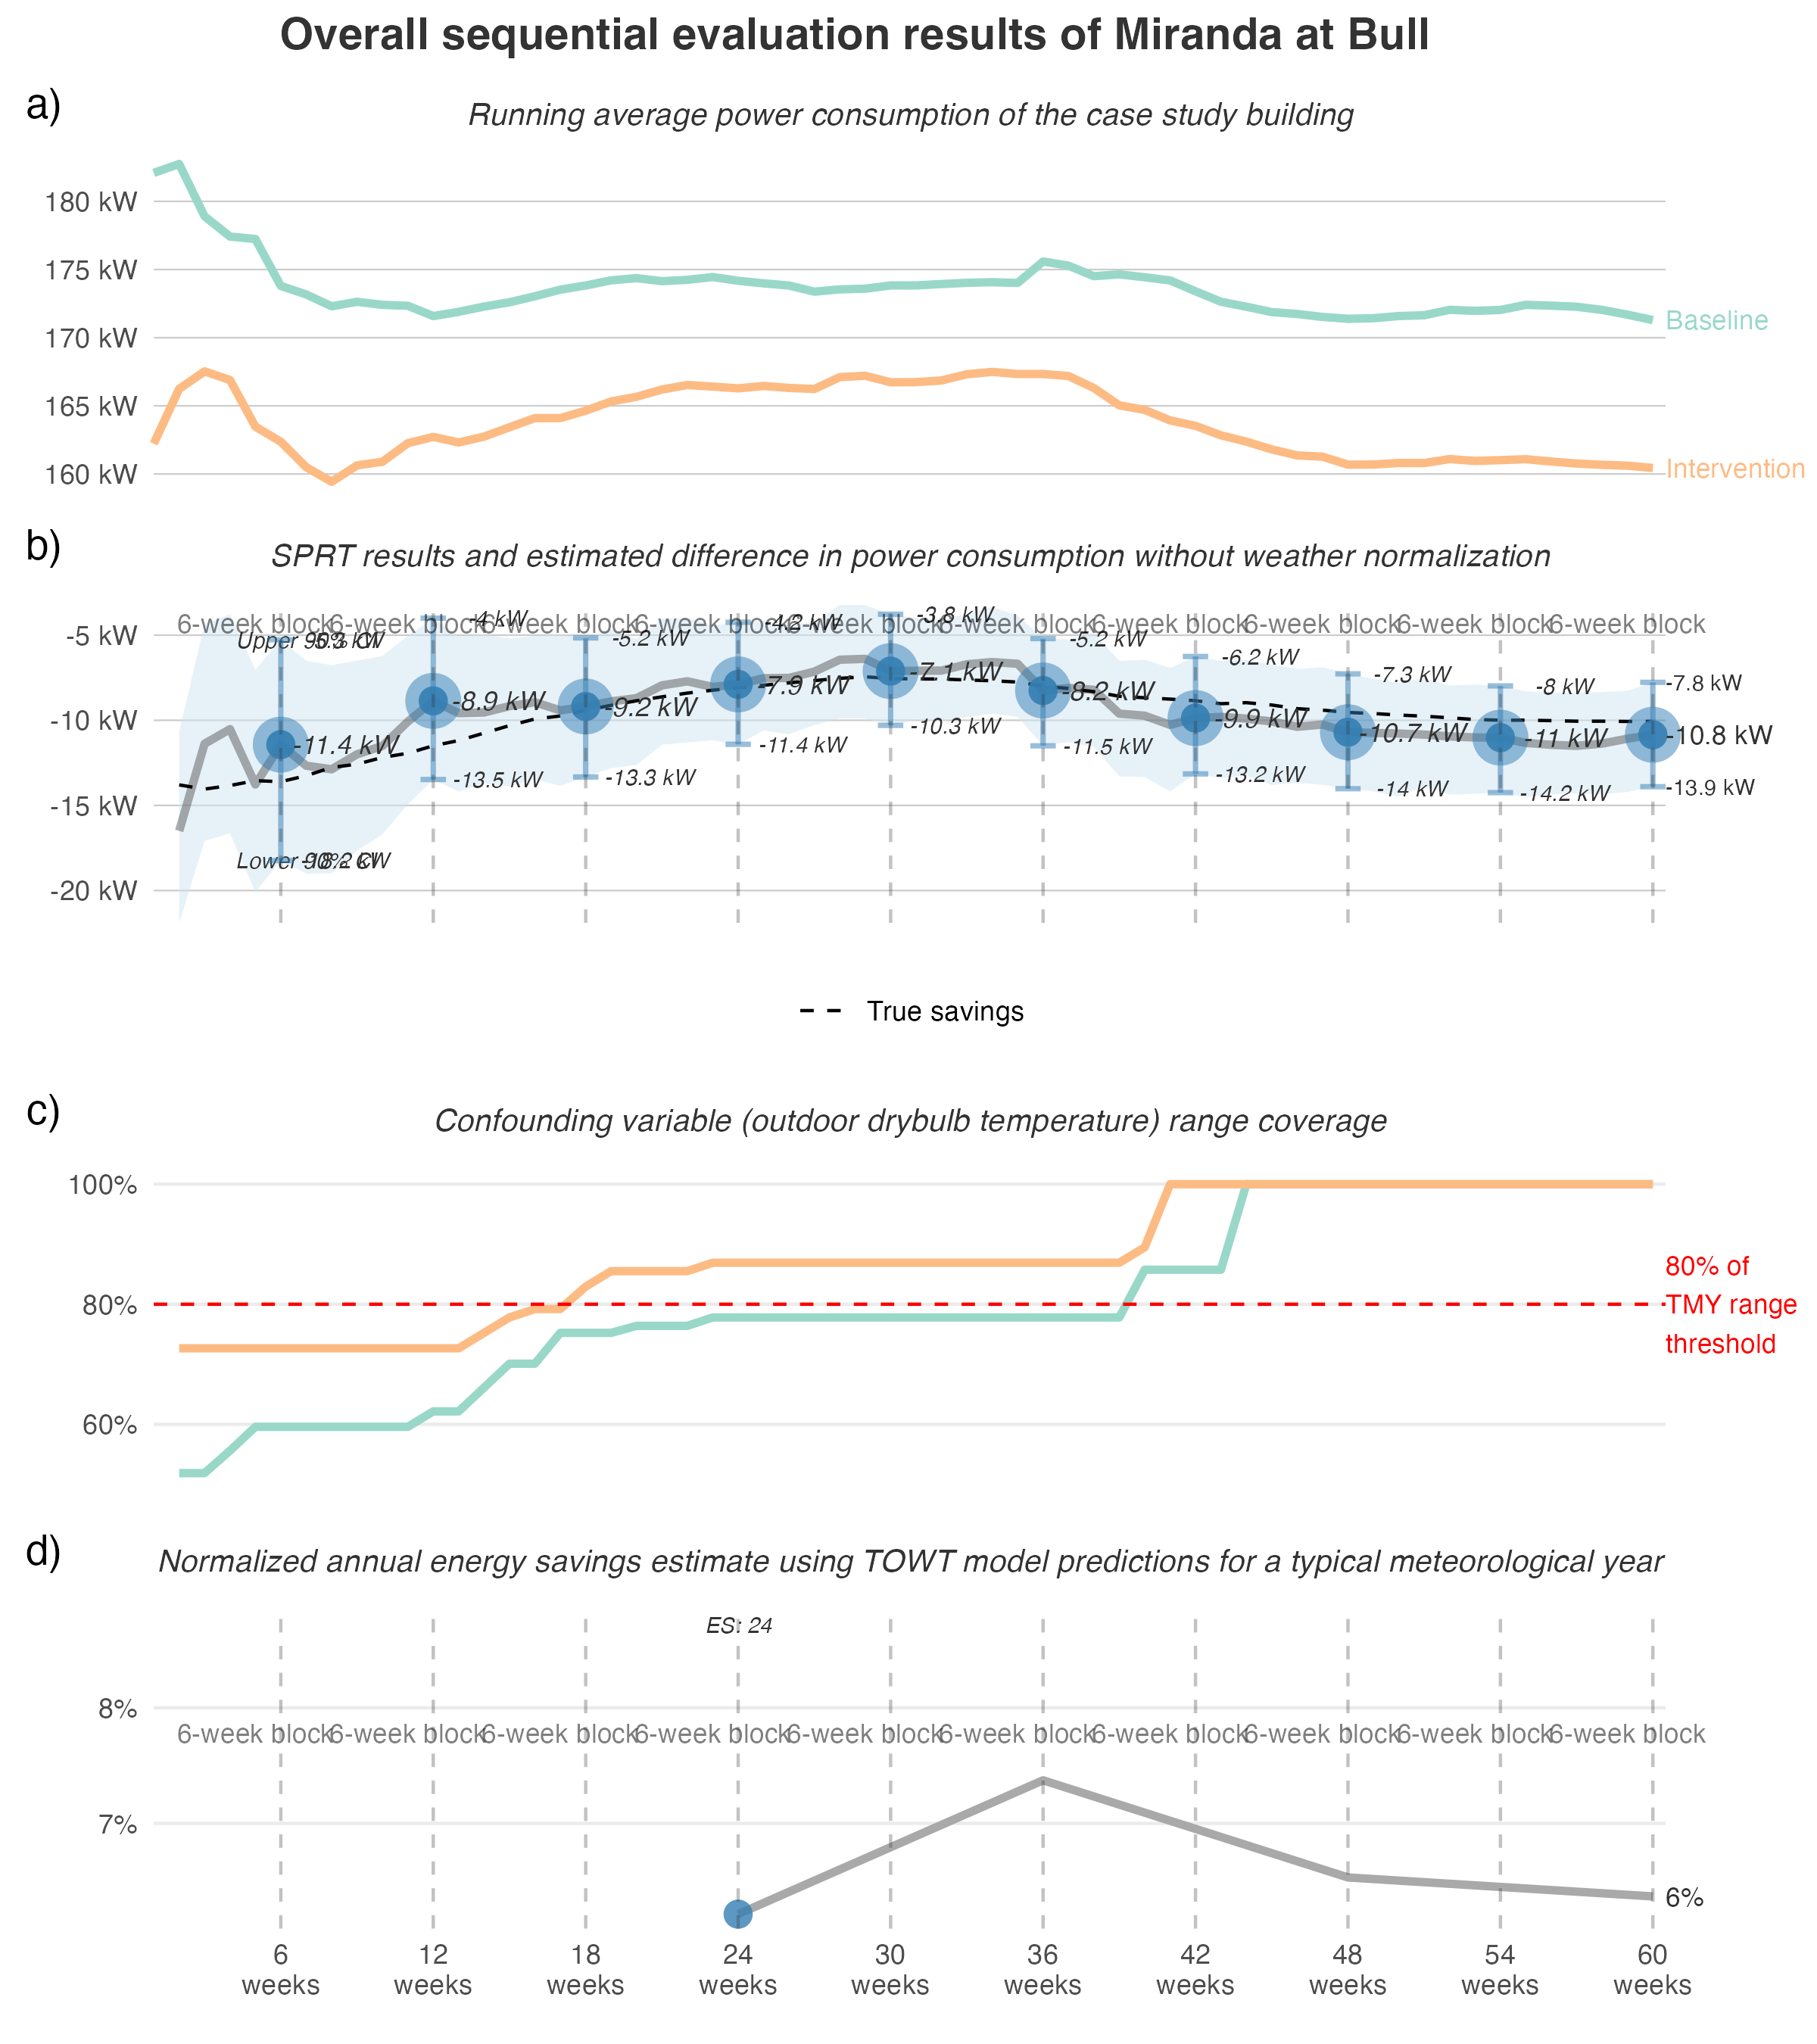 Overall sequential evaluation results of Miranda at Bull
a)
Running average power consumption of the case study building
180 kW
175 kW
170 kW
165 kW
160 kW
Baseline
Intervention
b)
SPRT results and estimated difference in power consumption without weather normalization
6-week block 6-week block 6-week block 6-week block 6-week block 6-week block 6-week block 6-week block 6-week block 6-week block
-5 kW
-10 kW
-15 kW
-20 kW
Upper 90% CI
-5.3 kW
-4 kW
-5.2 kW
-4.2 kW
-3.8 kW
-5.2 kW
-6.2 kW
-7.3 kW
-8 kW
-7.8 kW
-11.4 kW
-8.9 kW
-9.2 kW
-7.9 kW
-7.1 kW
-8.2 kW
-9.9 kW
-10.7 kW
-11 kW
-10.8 kW
Lower 90% CI
-18.2 kW
-13.5 kW
-13.3 kW
-11.4 kW
-10.3 kW
-11.5 kW
-13.2 kW
-14 kW
-14.2 kW
-13.9 kW
True savings
c)
Confounding variable (outdoor drybulb temperature) range coverage
100%
80%
60%
80% of
TMY range
threshold
d)
Normalized annual energy savings estimate using TOWT model predictions for a typical meteorological year
ES: 24
8%
7%
6-week block 6-week block 6-week block 6-week block 6-week block 6-week block 6-week block 6-week block 6-week block 6-week block
6%
6 weeks
12 weeks
18 weeks
24 weeks
30 weeks
36 weeks
42 weeks
48 weeks
54 weeks
60 weeks